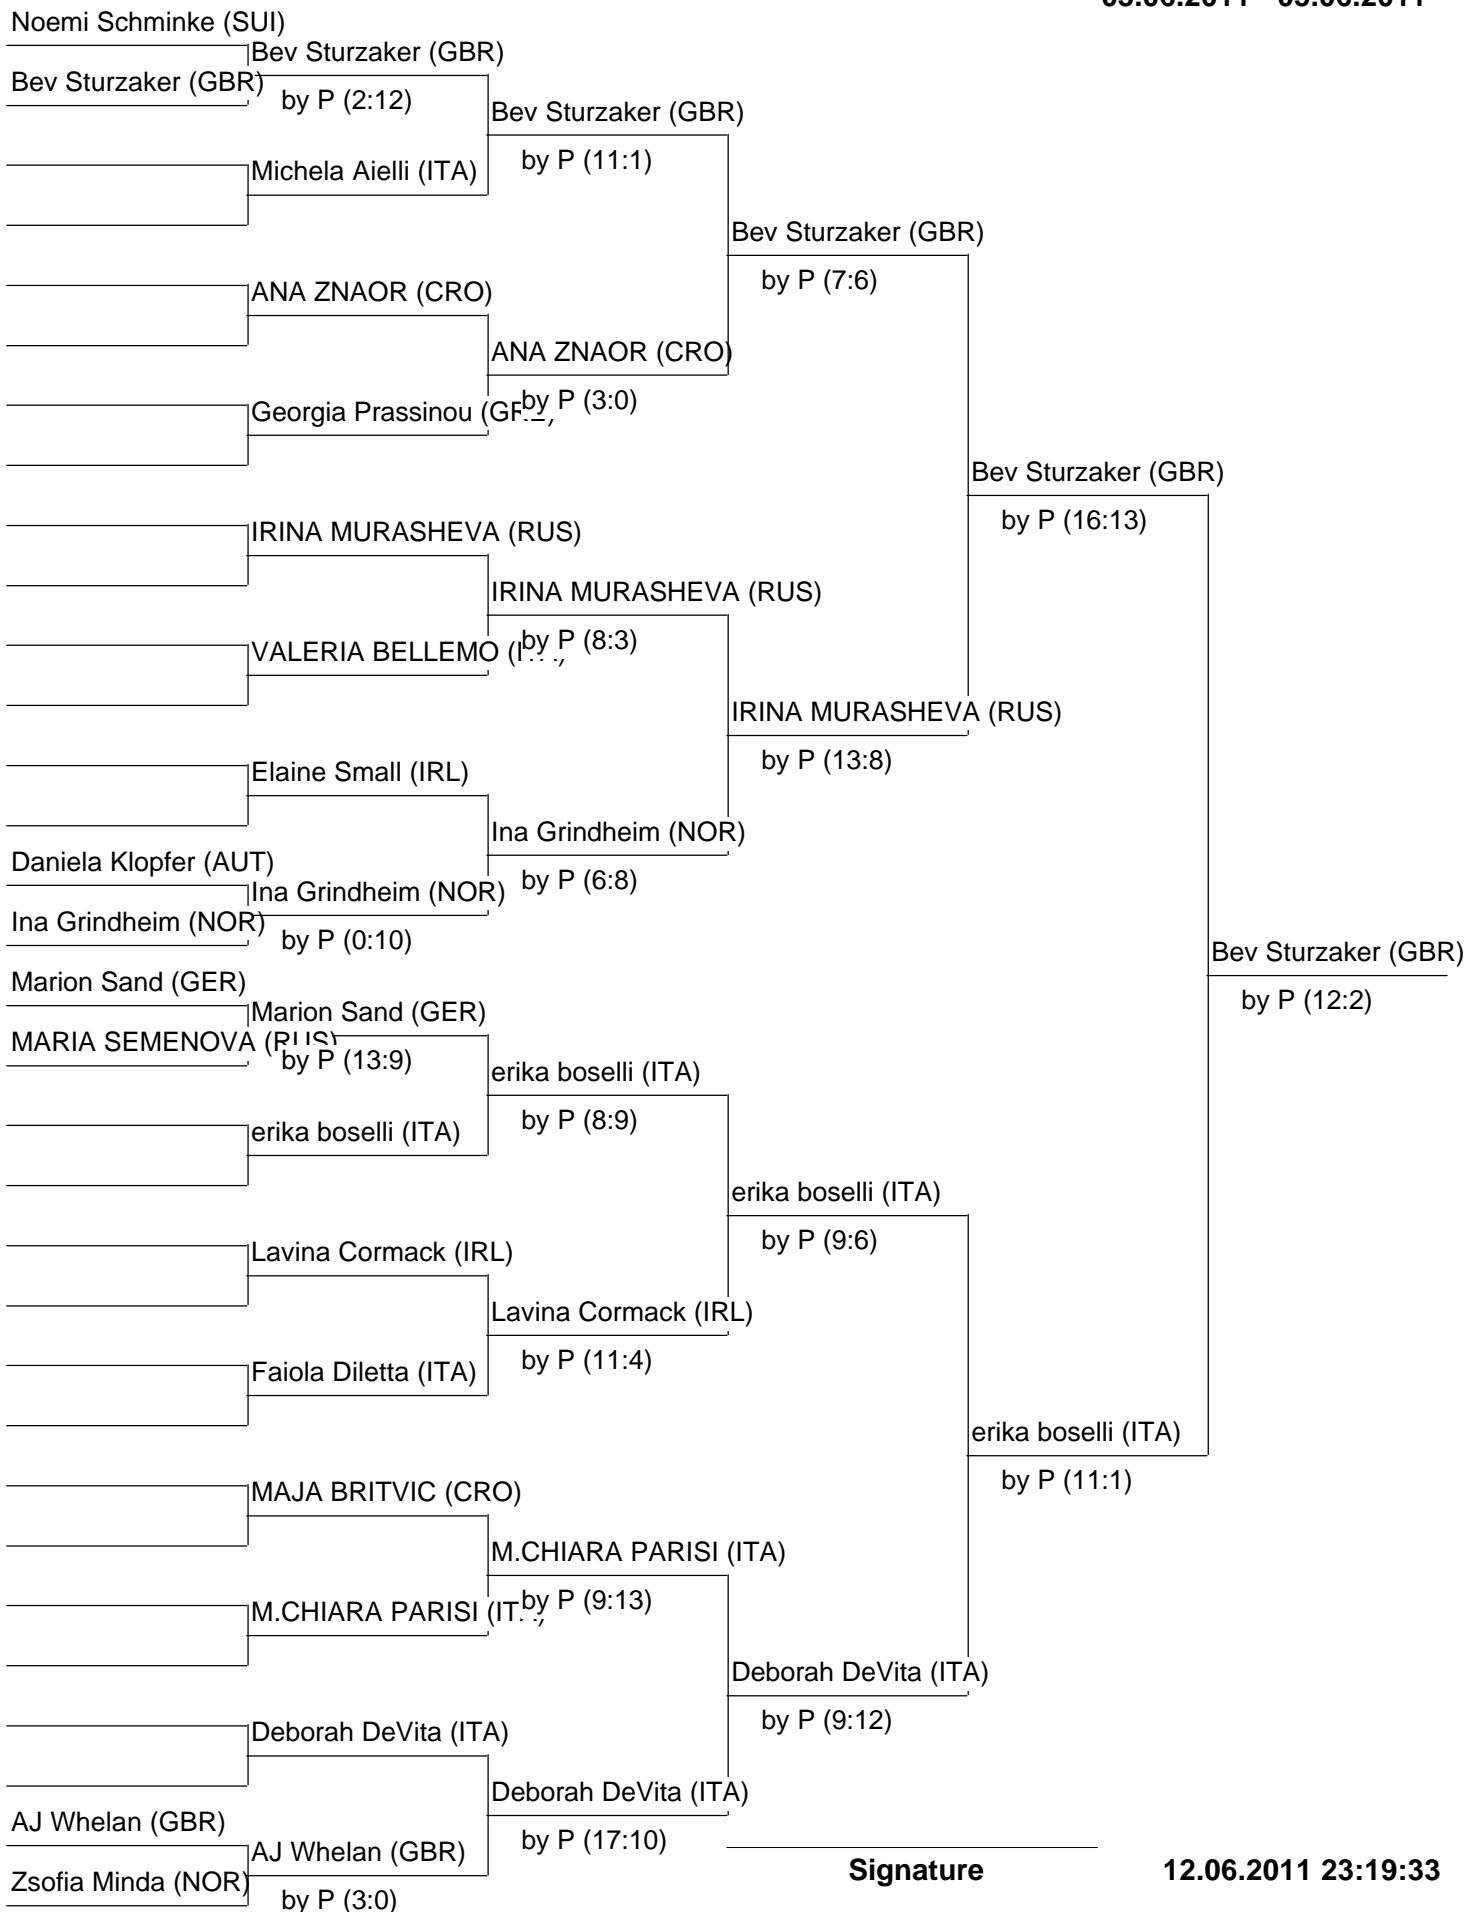 Noemi Schminke (SUI)
Bev Sturzaker (GBR)
Bev Sturzaker (GBR)
by P (2:12)
Bev Sturzaker (GBR)
by P (11:1)
Michela Aielli (ITA)
Bev Sturzaker (GBR)
by P (7:6)
ANA ZNAOR (CRO)
ANA ZNAOR (CRO)
by P (3:0)
Georgia Prassinou
Bev Sturzaker (GBR)
by P (16:13)
IRINA MURASHEVA (RUS)
IRINA MURASHEVA (RUS)
by P (8:3)
VALERIA BELLEMO
IRINA MURASHEVA (RUS)
by P (13:8)
Elaine Small (IRL)
Ina Grindheim (NOR)
by P (6:8)
Daniela Klopfer (AUT)
Ina Grindheim (NOR)
Ina Grindheim (NOR)
by P (0:10)
Bev Sturzaker (GBR)
by P (12:2)
Marion Sand (GER)
Marion Sand (GER)
MARIA SEMENOVA (RUS)
by P (13:9)
erika boselli (ITA)
by P (8:9)
erika boselli (ITA)
erika boselli (ITA)
by P (9:6)
Lavina Cormack (IRL)
Lavina Cormack (IRL)
by P (11:4)
Faiola Diletta (ITA)
erika boselli (ITA)
by P (11:1)
MAJA BRITVIC (CRO)
M.CHIARA PARISI (ITA)
by P (9:13)
M.CHIARA PARISI (ITA)
Deborah DeVita (ITA)
by P (9:12)
Deborah DeVita (ITA)
Deborah DeVita (ITA)
by P (17:10)
AJ Whelan (GBR)
AJ Whelan (GBR)
Zsofia Minda (NOR)
by P (3:0)
Signature
12.06.2011 23:19:33